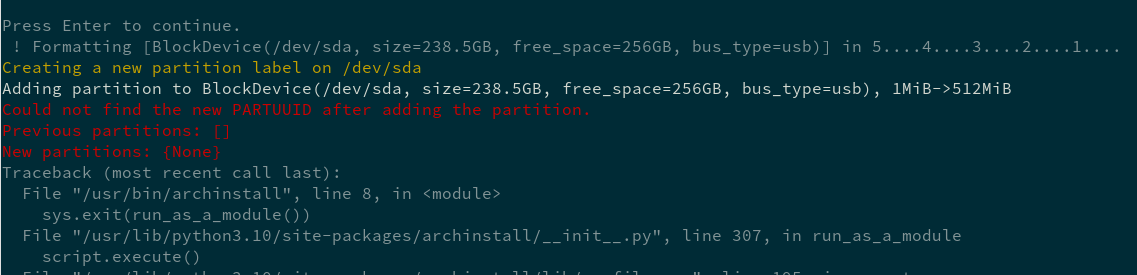 Press Enter to continue.
 ! Formatting [BlockDevice(/dev/sda, size=238.5GB, free_space=256GB, bus_type=usb)] in 5....4....3....2....1....
Creating a new partition label on /dev/sda
Adding partition to BlockDevice(/dev/sda, size=238.5GB, free_space=256GB, bus_type=usb), 1MiB->512MiB
Could not find the new PARTUUID after adding the partition.
Previous partitions: []
New partitions: {None}
Traceback (most recent call last):
  File "/usr/bin/archinstall", line 8, in <module>
    sys.exit(run_as_a_module())
  File "/usr/lib/python3.10/site-packages/archinstall/__init__.py", line 307, in run_as_a_module
    script.execute()